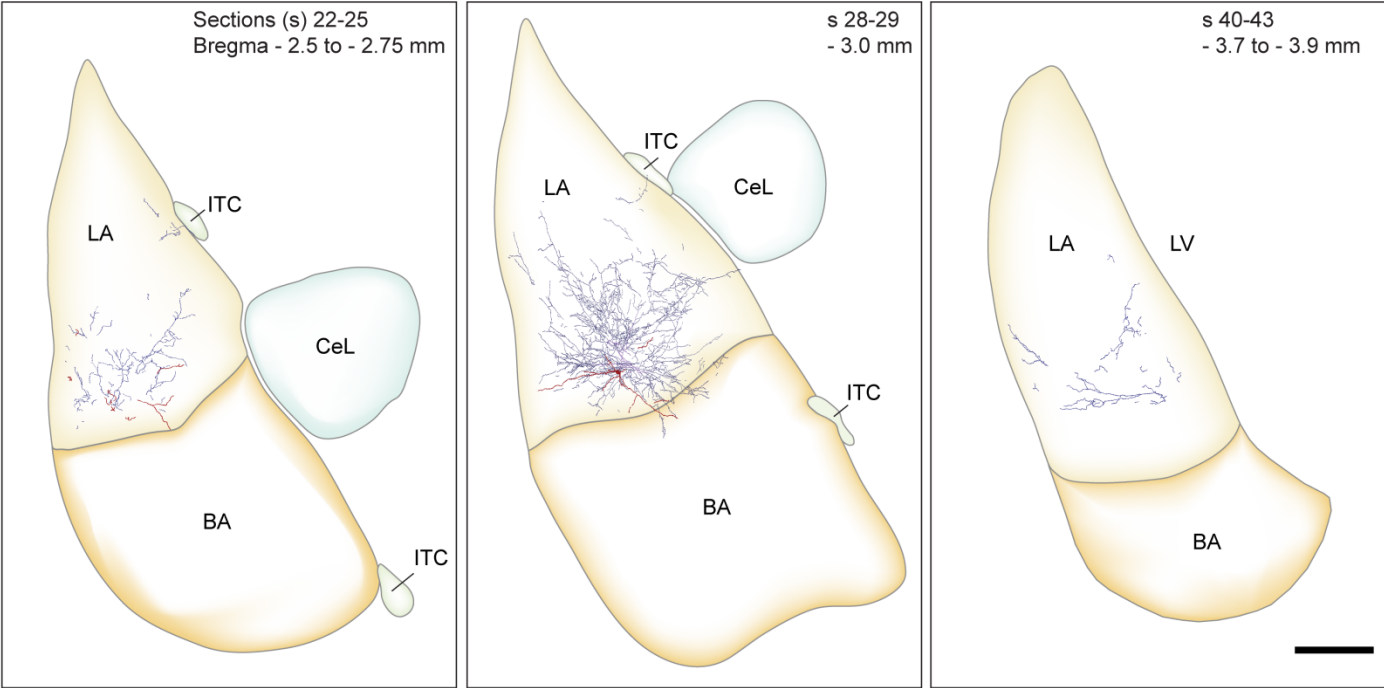 Sections (s) 22-25
Bregma - 2.5 to - 2.75 mm
ITC
LA
CeL
BA
ITC
s 28-29
- 3.0 mm
ITC
LA
CeL
ITC
BA
s 40-43
- 3.7 to - 3.9 mm
LA
LV
BA